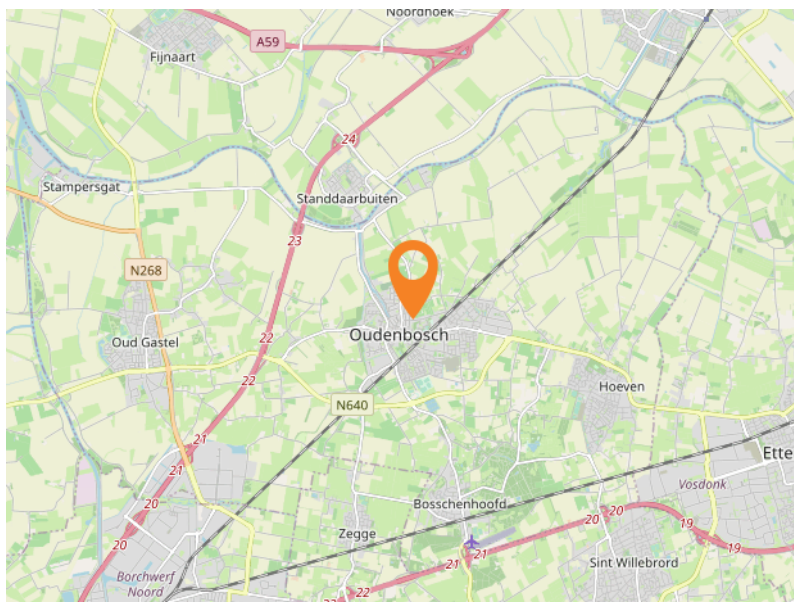 Noordhoek
A59
Fijnaart
24
Stampersgat
Standdaarbuiten
23
N268
Oudenbosch
22
Oud Gastel
22
Hoeven
N640
21
21
Ette
Vosdonk
20
Bosschenhoofd
20
20
19
20
Zegge
21
19
Borchwerf
Noord
22
21
Sint Willebrord
22